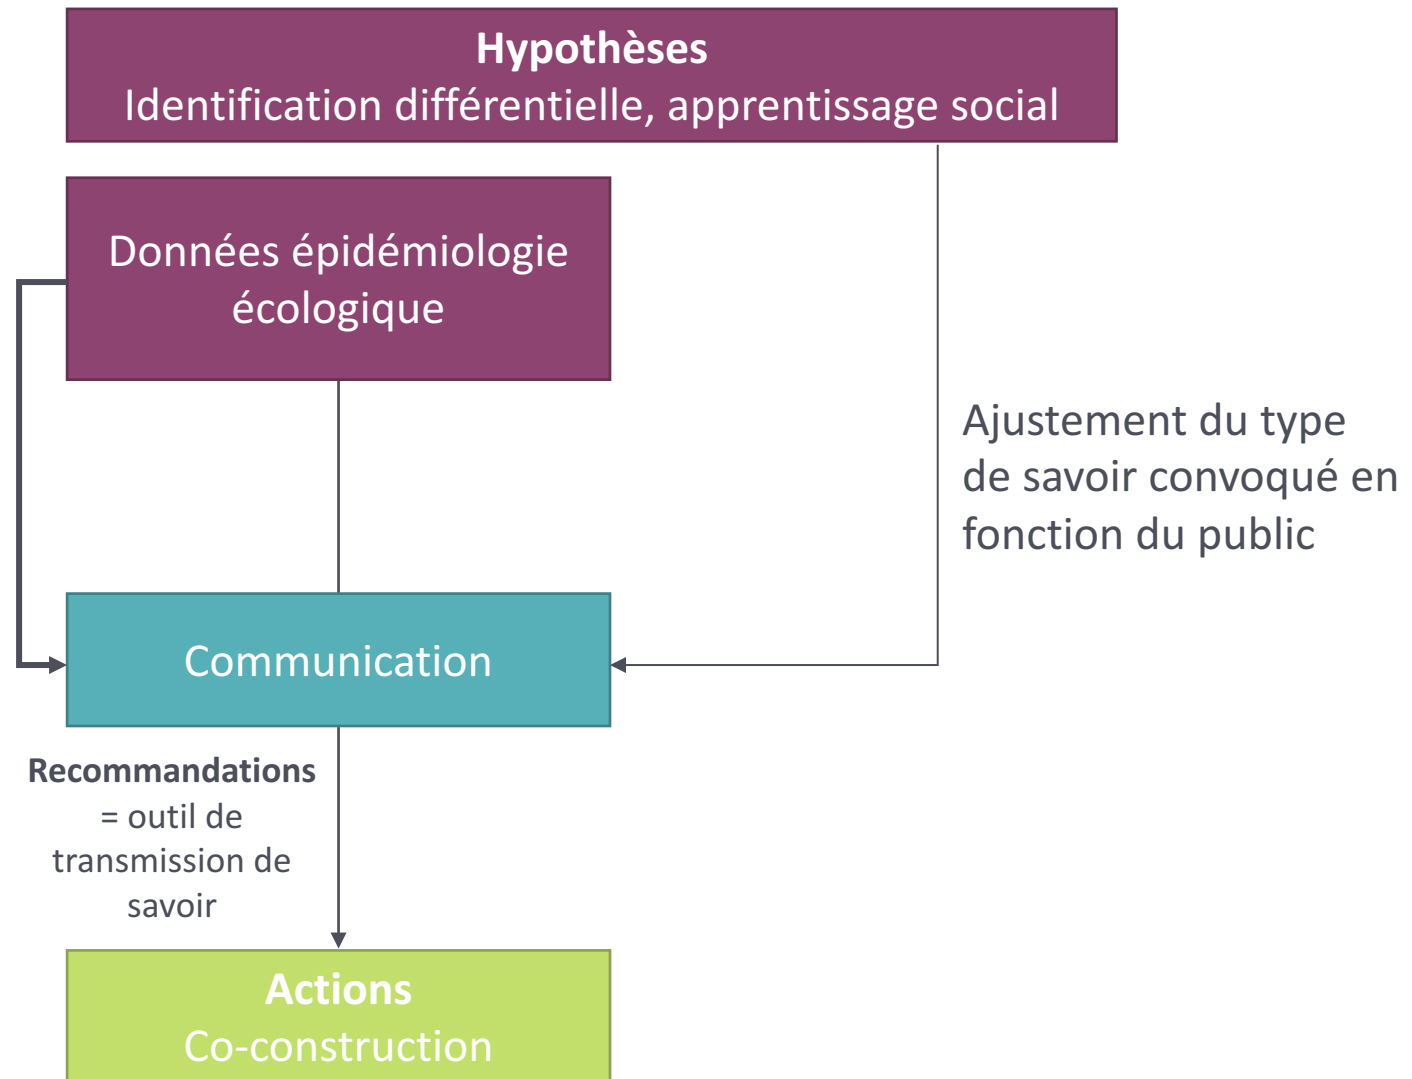 Hypothèses
Identification différentielle, apprentissage social
Données épidémiologie
écologique
Ajustement du type
de savoir convoqué en
fonction du public
Communication
Recommandations
= outil de
transmission de
savoir
Actions
Co-construction